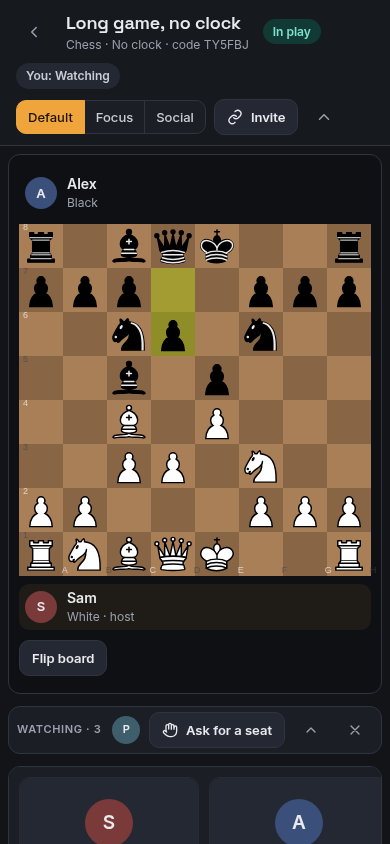 Long game, no clock
Chess · No clock · code TY5FBJ
In play
You: Watching
Default
Focus
Social
Invite
A
Alex
Black
8
7
6
5
4
3
2
1
A
B
C
D
E
F
G
H
S
Sam
White · host
Flip board
WATCHING · 3
P
Ask for a seat
S
A